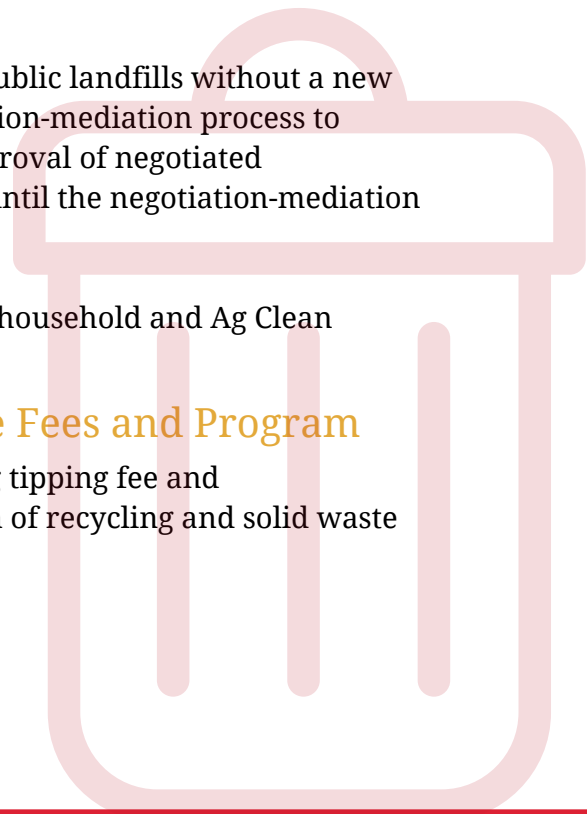 ublic landfills without a new
ion-mediation process to
roval of negotiated
until the negotiation-mediation
household and Ag Clean
e Fees and Program
g tipping fee and
n of recycling and solid waste